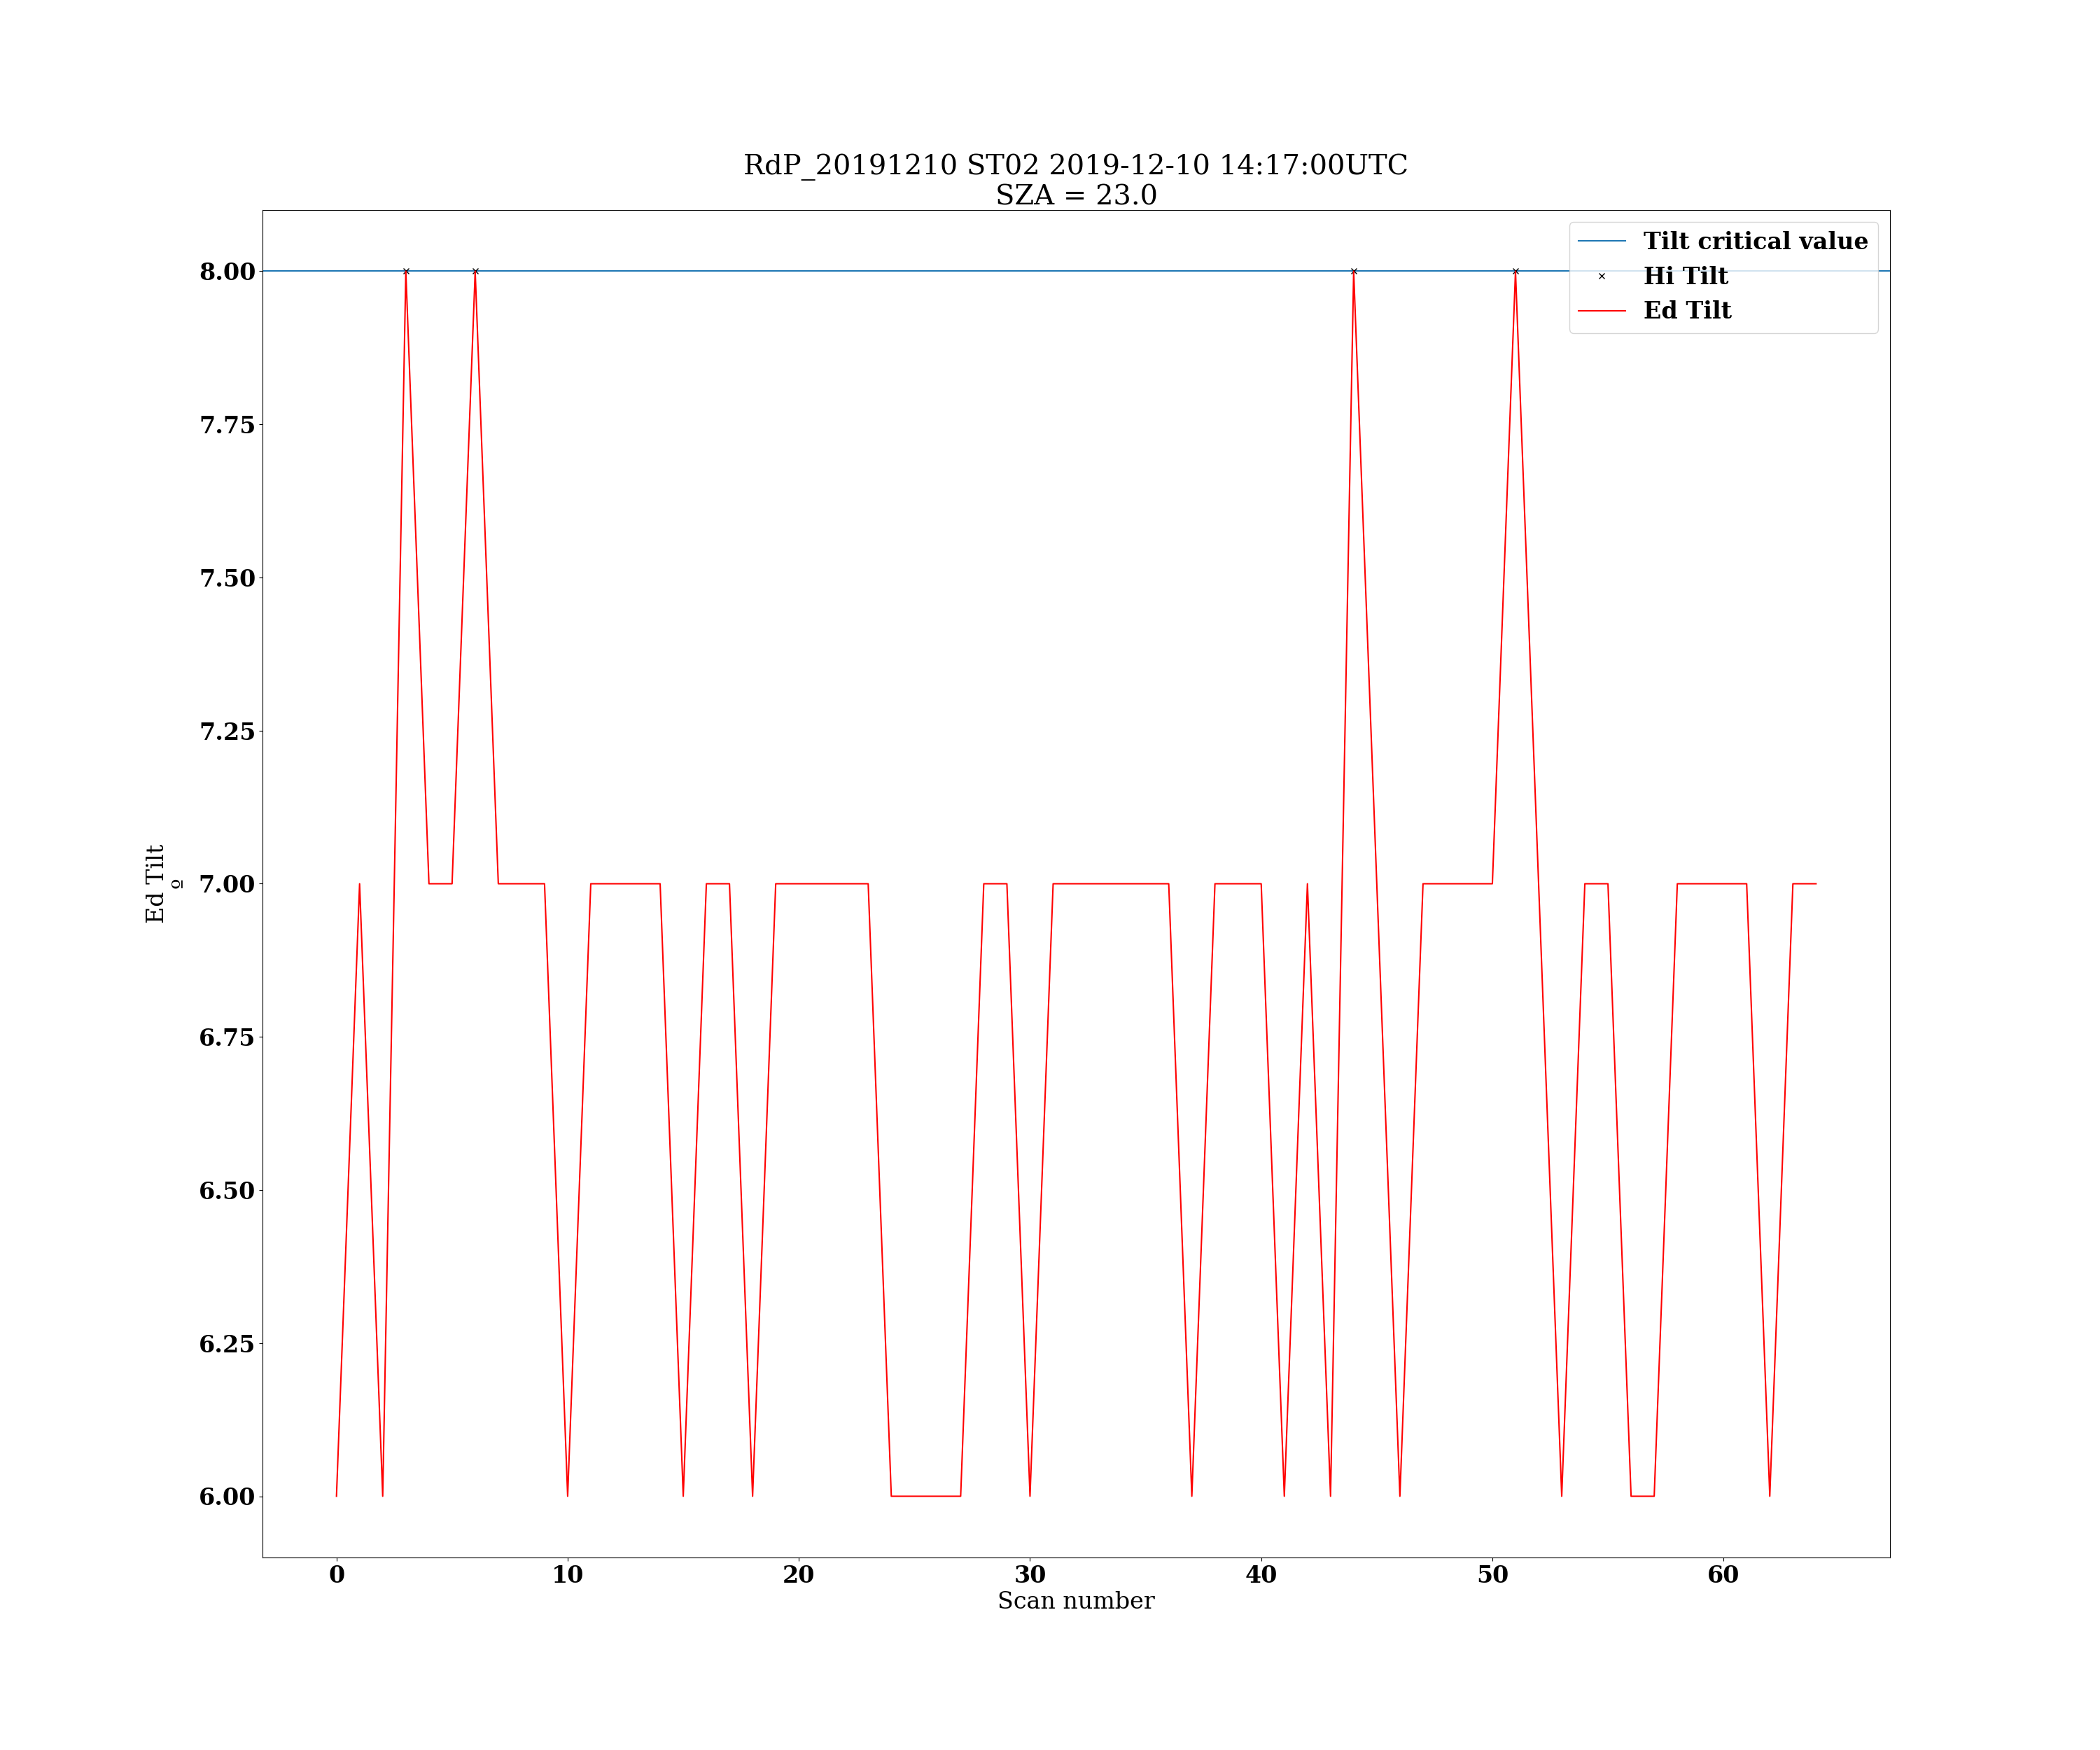 RdP_20191210 ST02 2019-12-10 14:17:00UTC
SZA = 23.0
Tilt critical value
Hi Tilt
Ed Tilt
8.00
7.75
7.50
7.25
7.00
6.75
6.50
6.25
6.00
Ed Tilt
º
0 10 20 30 40 50 60
Scan number